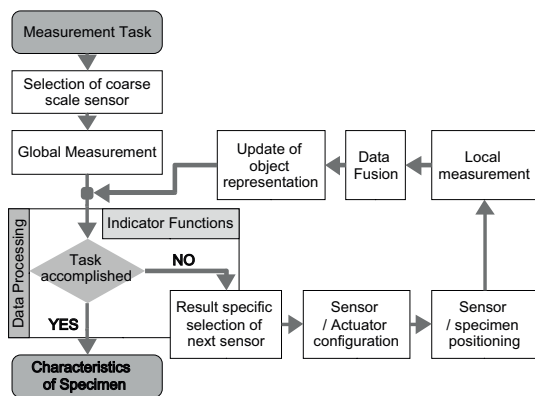 Measurement Task
Selection of coarse
scale sensor
Global Measurement
Update of
object
representation
Data
Fusion
Local
measurement
Indicator Functions
Data Processing
Task
accomplished
NO
YES
Result specific
selection of
next sensor
Sensor
/ Actuator
configuration
Sensor
/ specimen
positioning
Characteristics
of Specimen